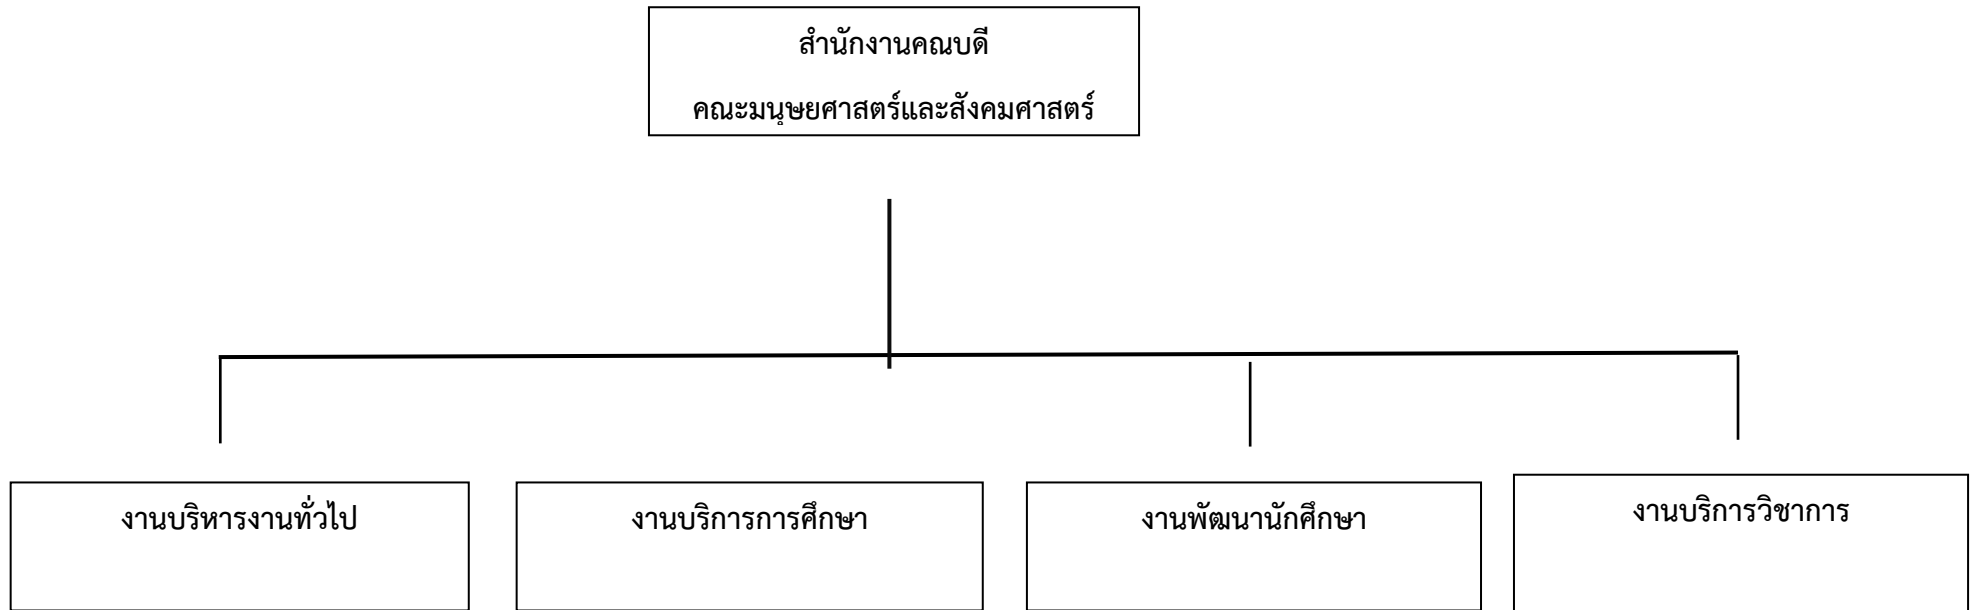 สำนักงานคณบดี
คณะมนุษยศาสตร์และสังคมศาสตร์
งานบริหารงานทั่วไป
งานบริการการศึกษา
งานพัฒนานักศึกษา
งานบริการวิชาการ